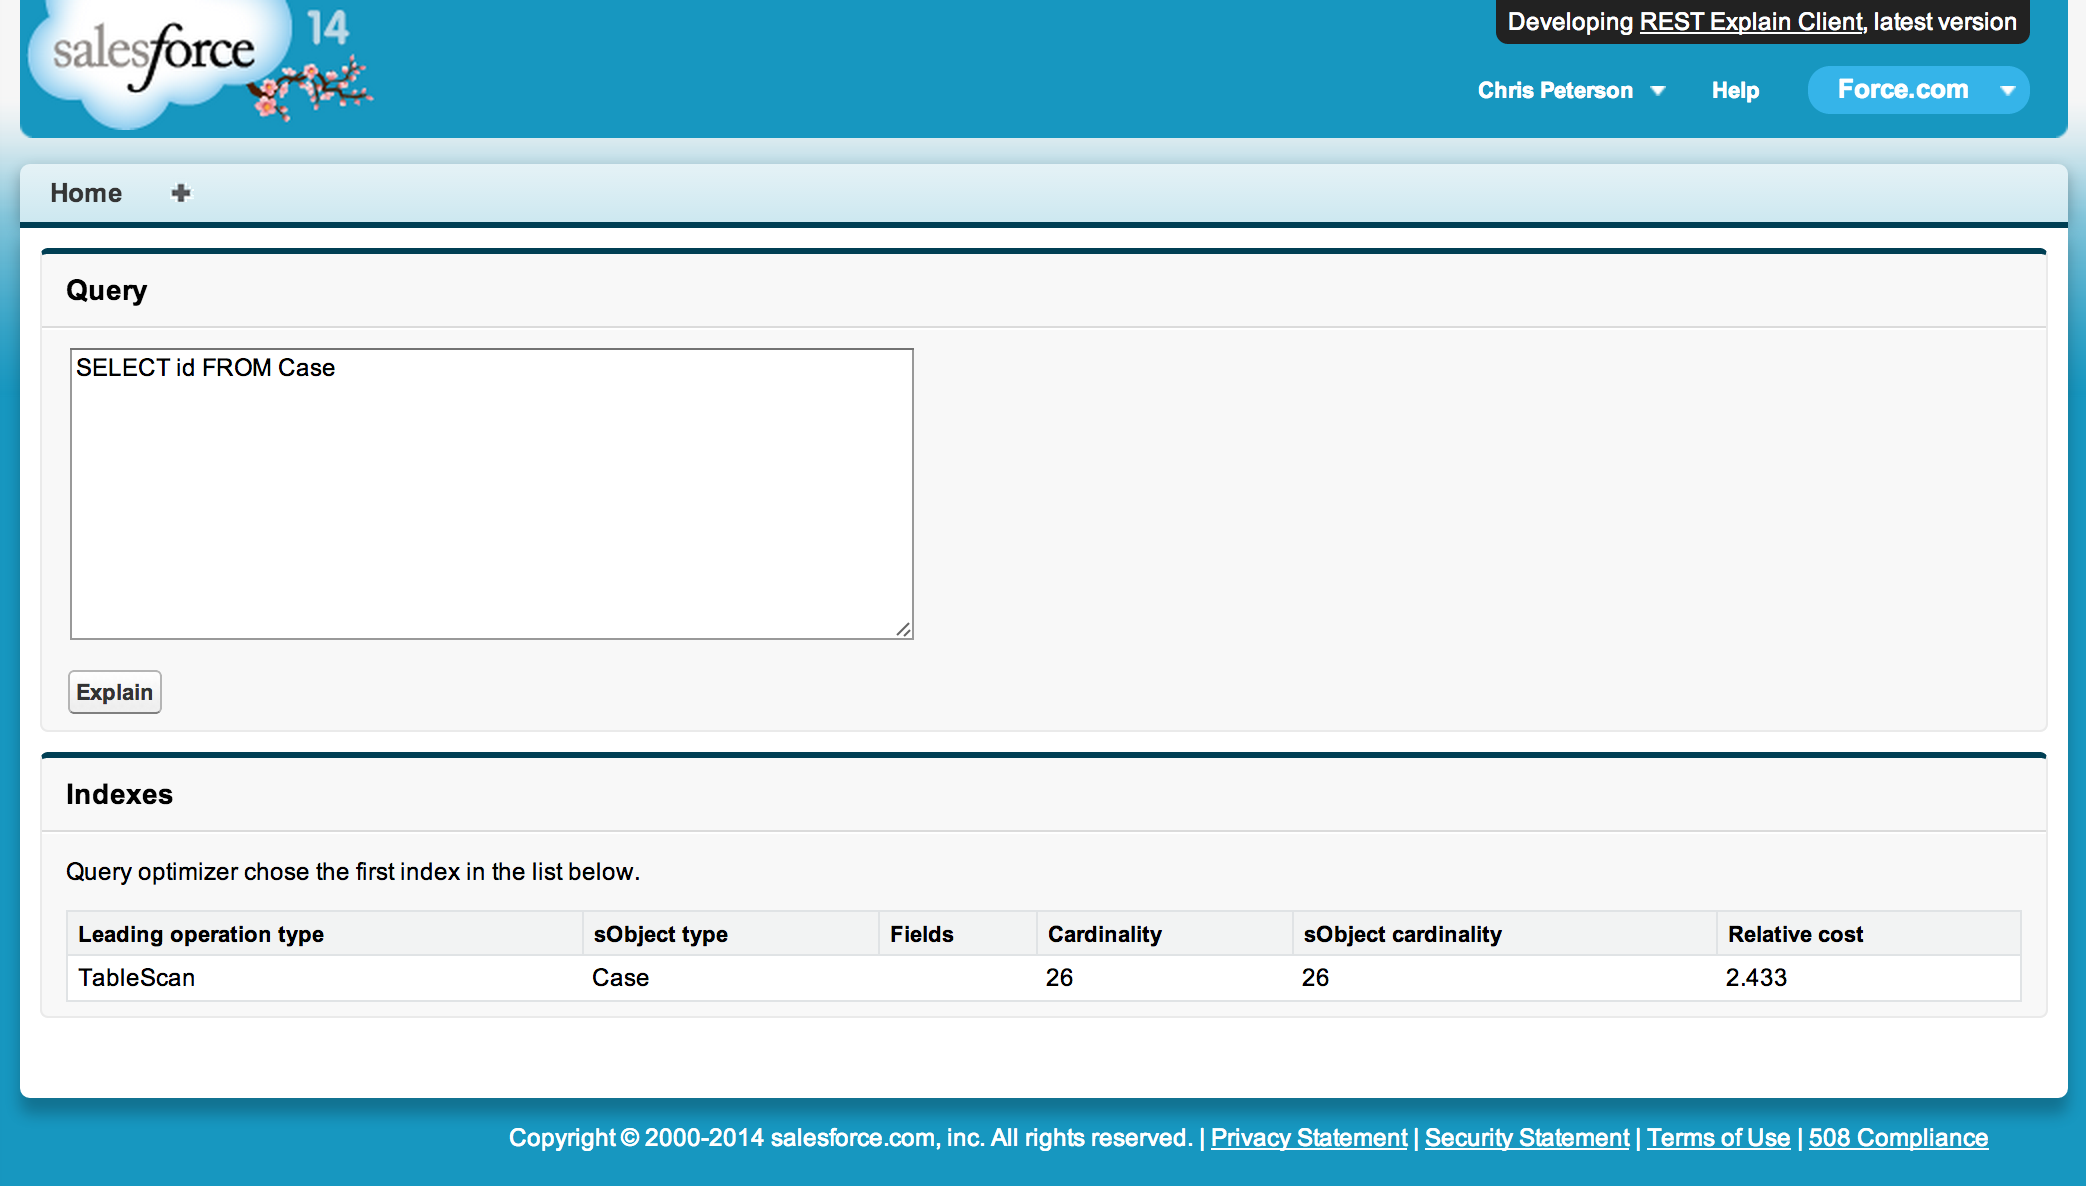 salesforce
14
Developing REST Explain Client, latest version
Chris Peterson Help Force.com
Home
Query
SELECT id FROM Case
Explain
Indexes
Query optimizer chose the first index in the list below.
Leading operation type sObject type Fields Cardinality sObject cardinality Relative cost
TableScan Case 26 26 2.433
Copyright © 2000-2014 salesforce.com, inc. All rights reserved. | Privacy Statement | Security Statement | Terms of Use | 508 Compliance